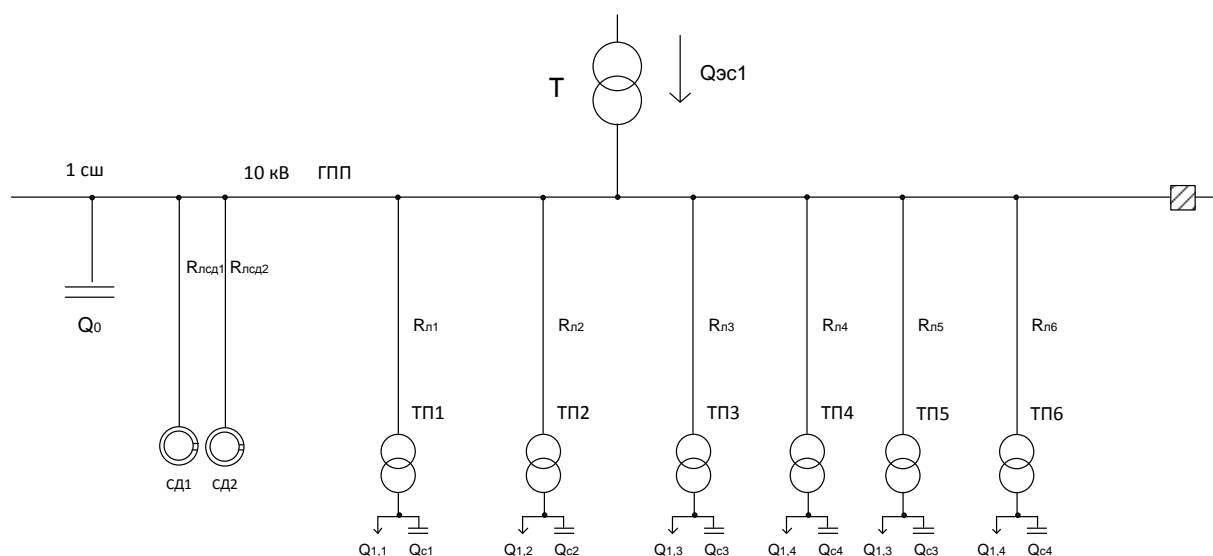 T
Qэс1
1 сш
10 кВ ГПП
Rлсд1 Rлсд2
Q0
Rл1 Rл2 Rл3 Rл4 Rл5 Rл6
ТП1 ТП2 ТП3 ТП4 ТП5 ТП6
СД1 СД2
Q1,1 Qс1 Q1,2 Qс2 Q1,3 Qс3 Q1,4 Qс4 Q1,3 Qс3 Q1,4 Qс4